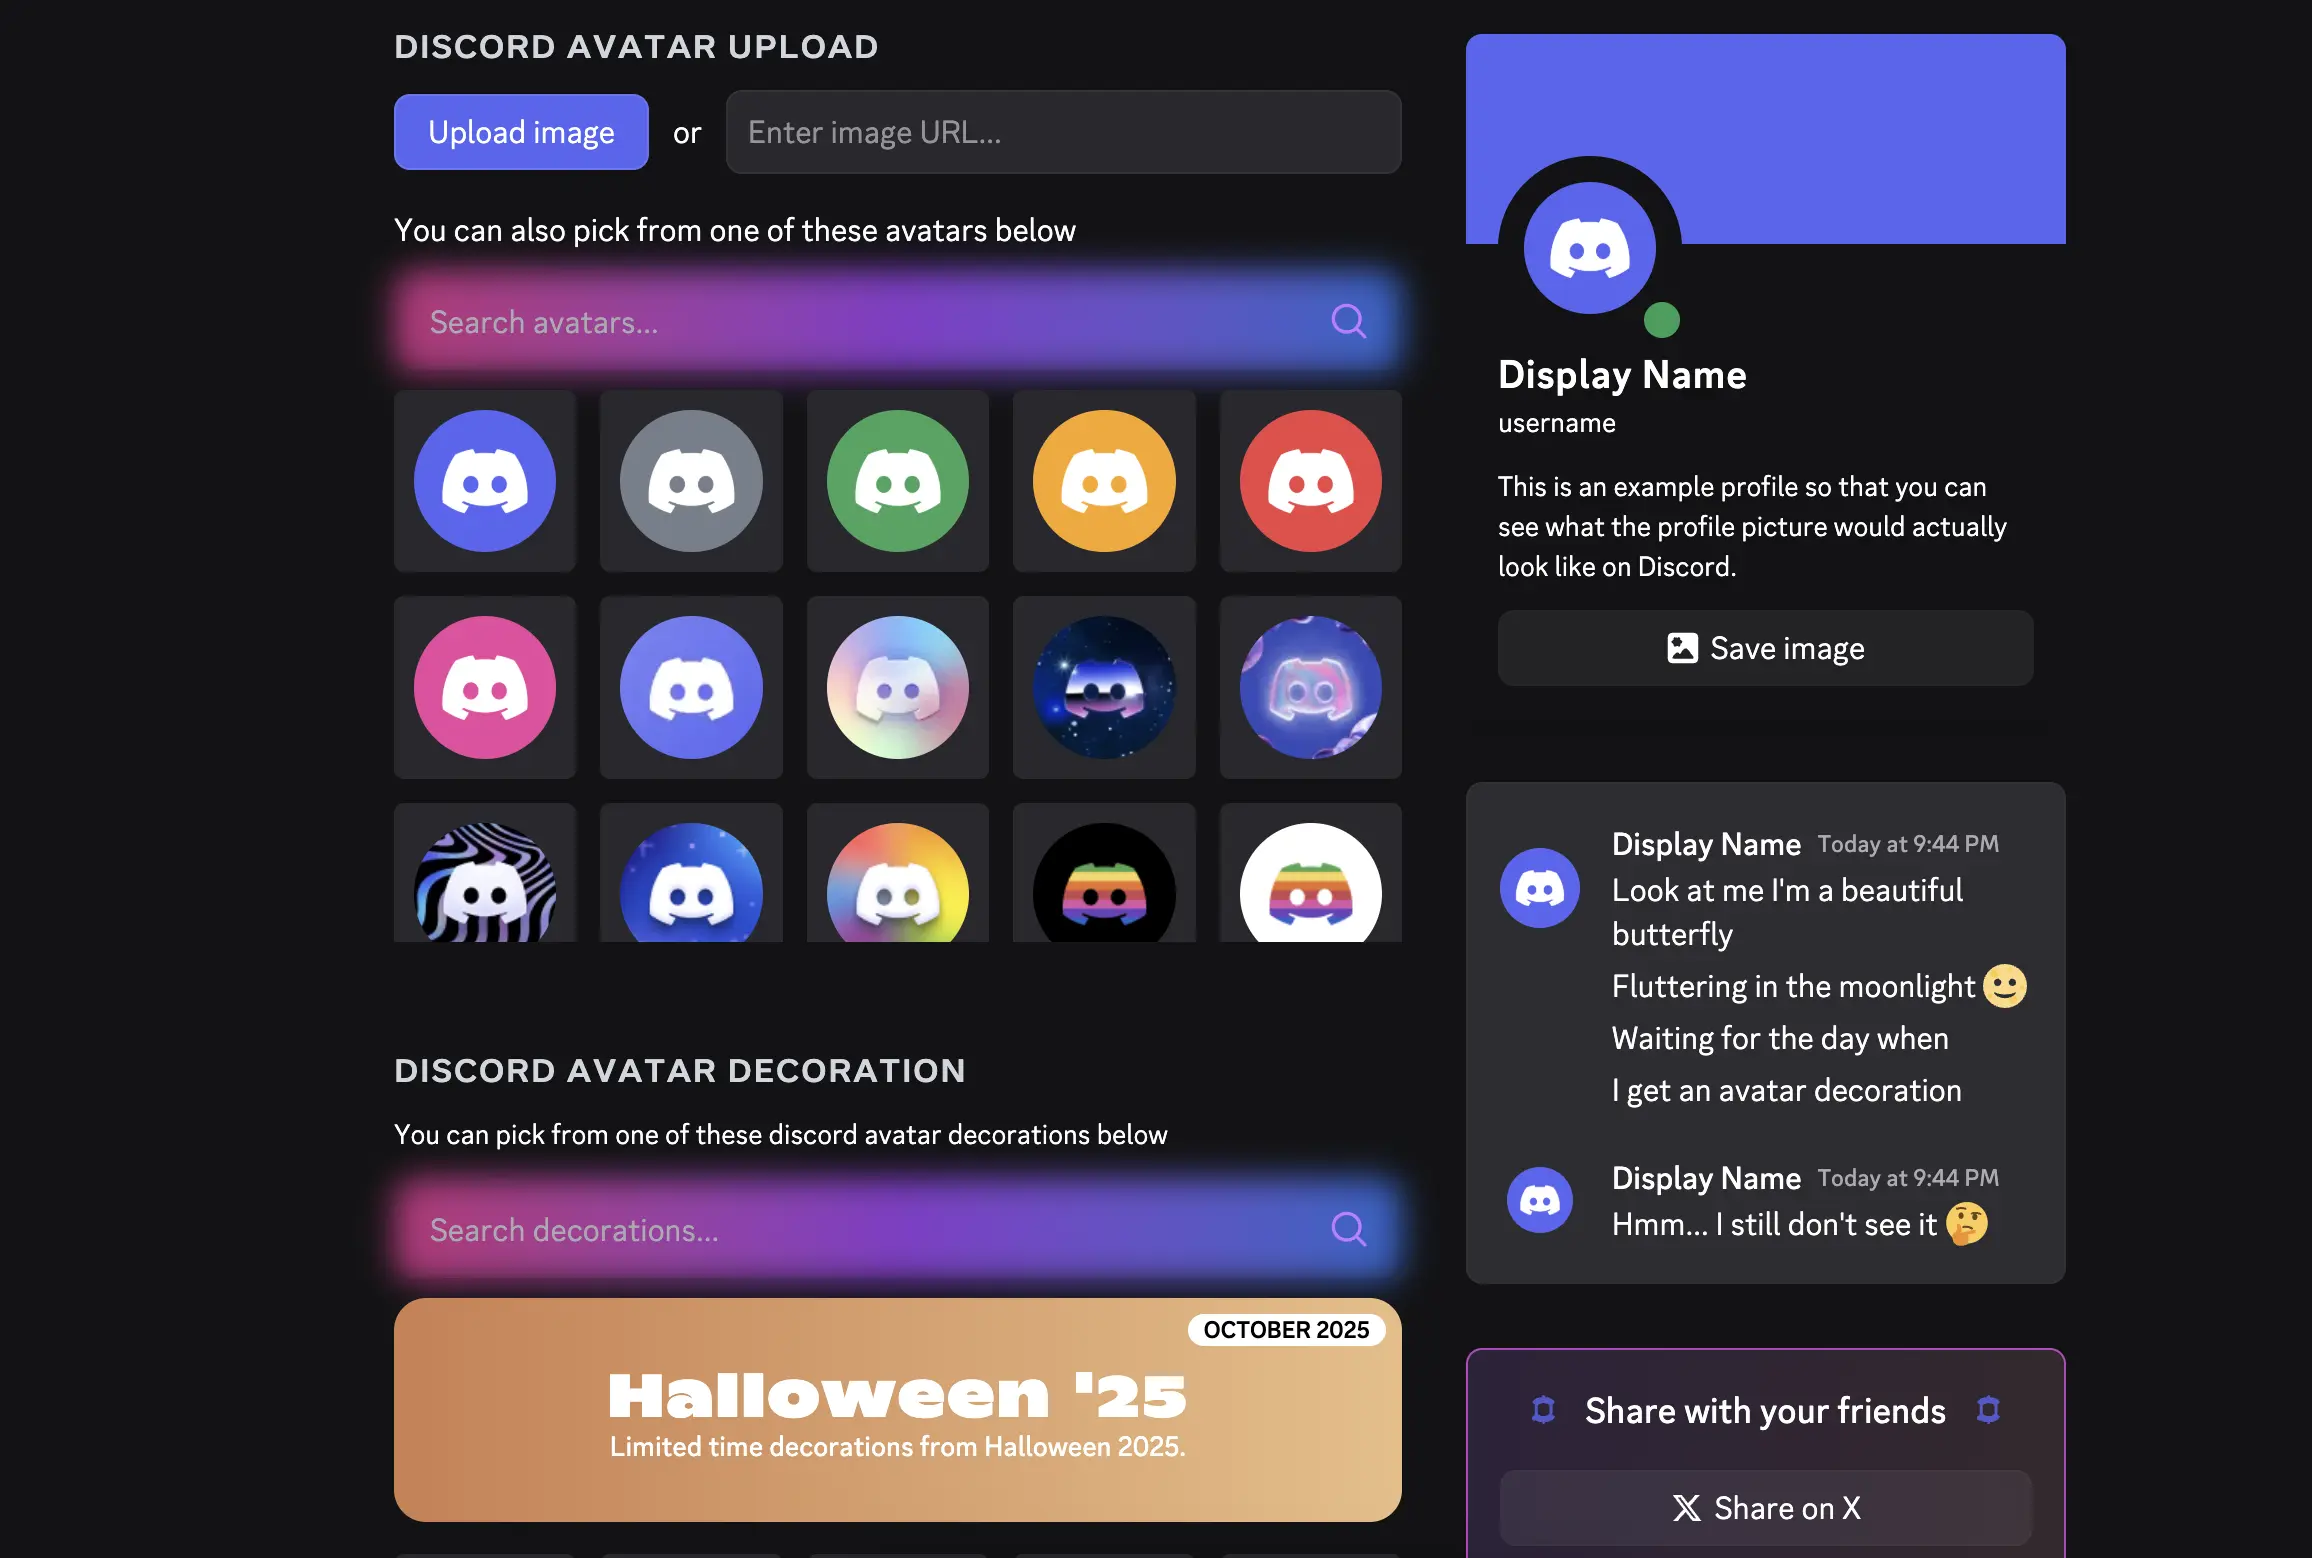 DISCORD AVATAR UPLOAD
Upload image
or
Enter image URL...
You can also pick from one of these avatars below
Search avatars...
DISCORD AVATAR DECORATION
You can pick from one of these discord avatar decorations below
Search decorations...
OCTOBER 2025
Halloween '25
Limited time decorations from Halloween 2025.
Display Name
username
This is an example profile so that you can
see what the profile picture would actually
look like on Discord.
Save image
Display Name Today at 9:44 PM
Look at me I'm a beautiful
butterfly
Fluttering in the moonlight
Waiting for the day when
I get an avatar decoration
Display Name Today at 9:44 PM
Hmm... I still don't see it
Share with your friends
Share on X